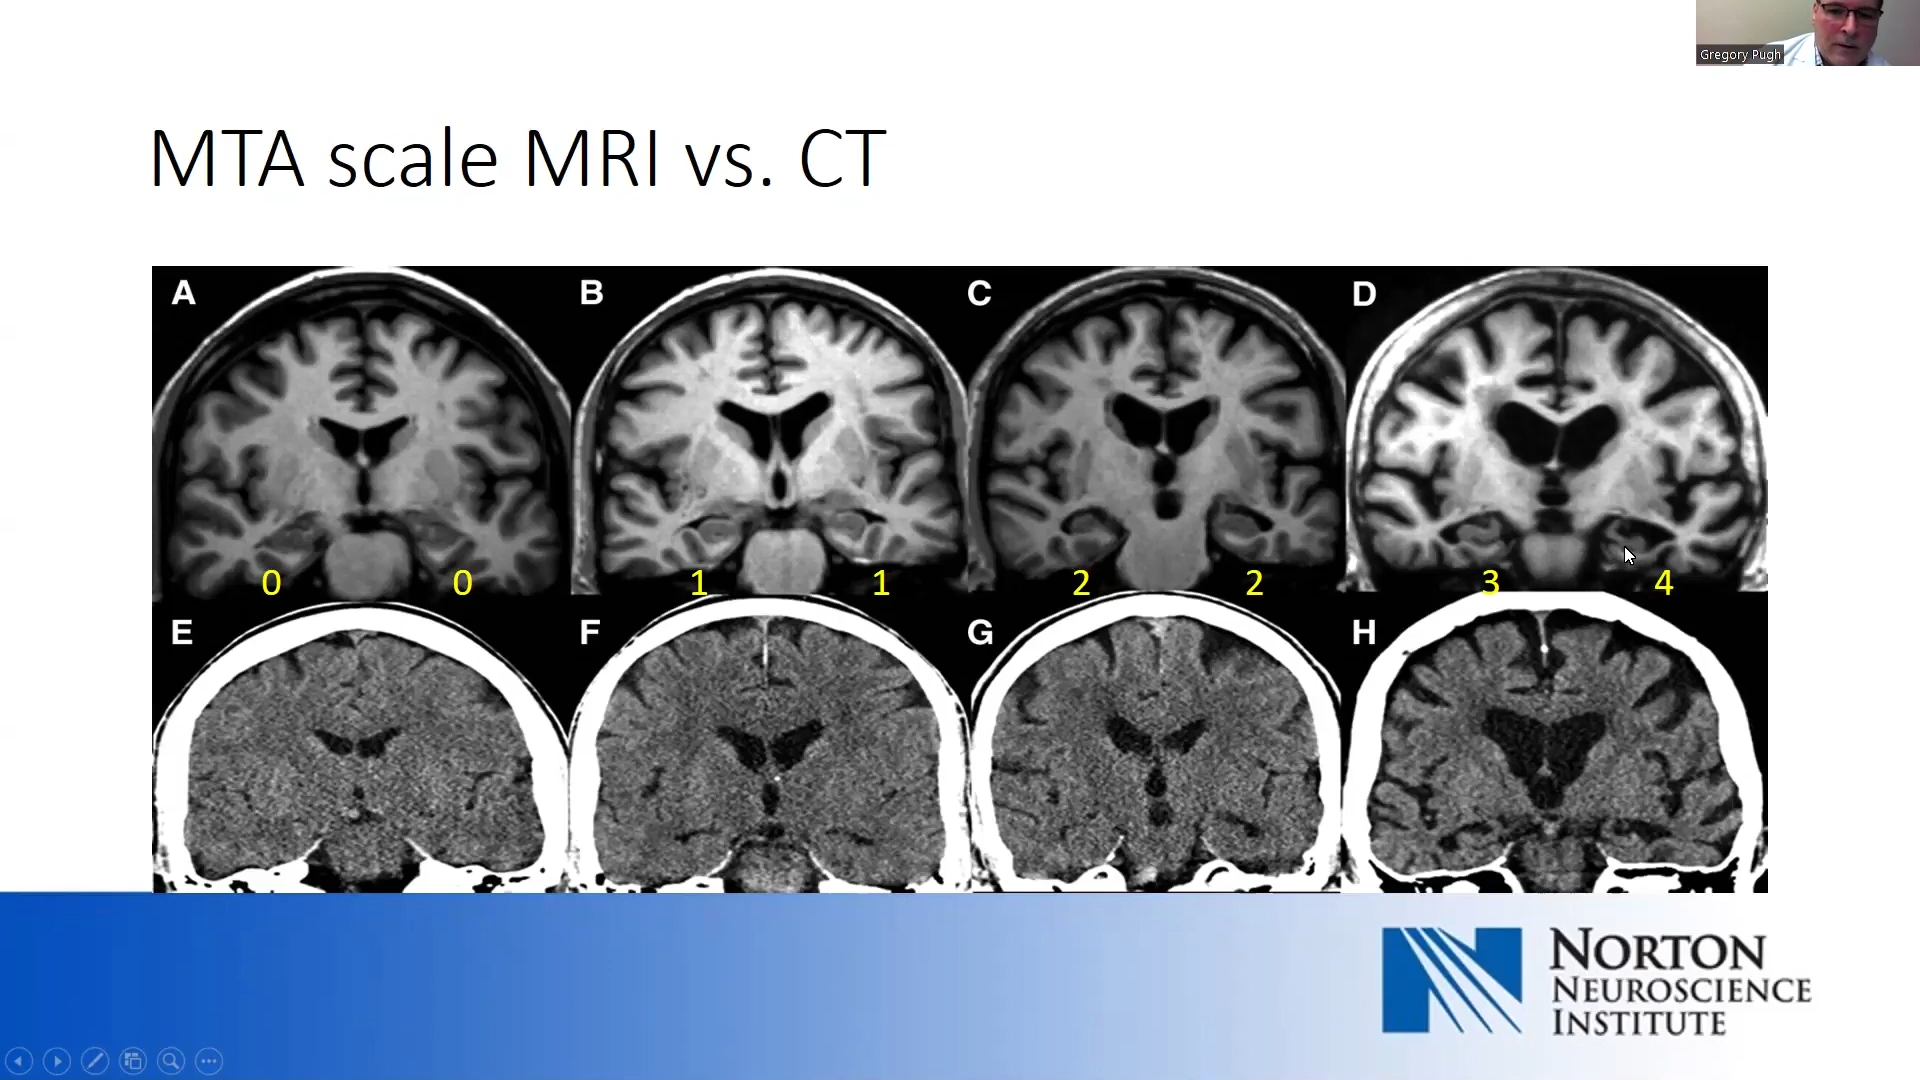 Gregory Pugh
MTA scale MRI vs. CT
A
B
C
D
0
0
1
1
2
2
3
4
E
F
G
H
NORTON
NEUROSCIENCE
INSTITUTE